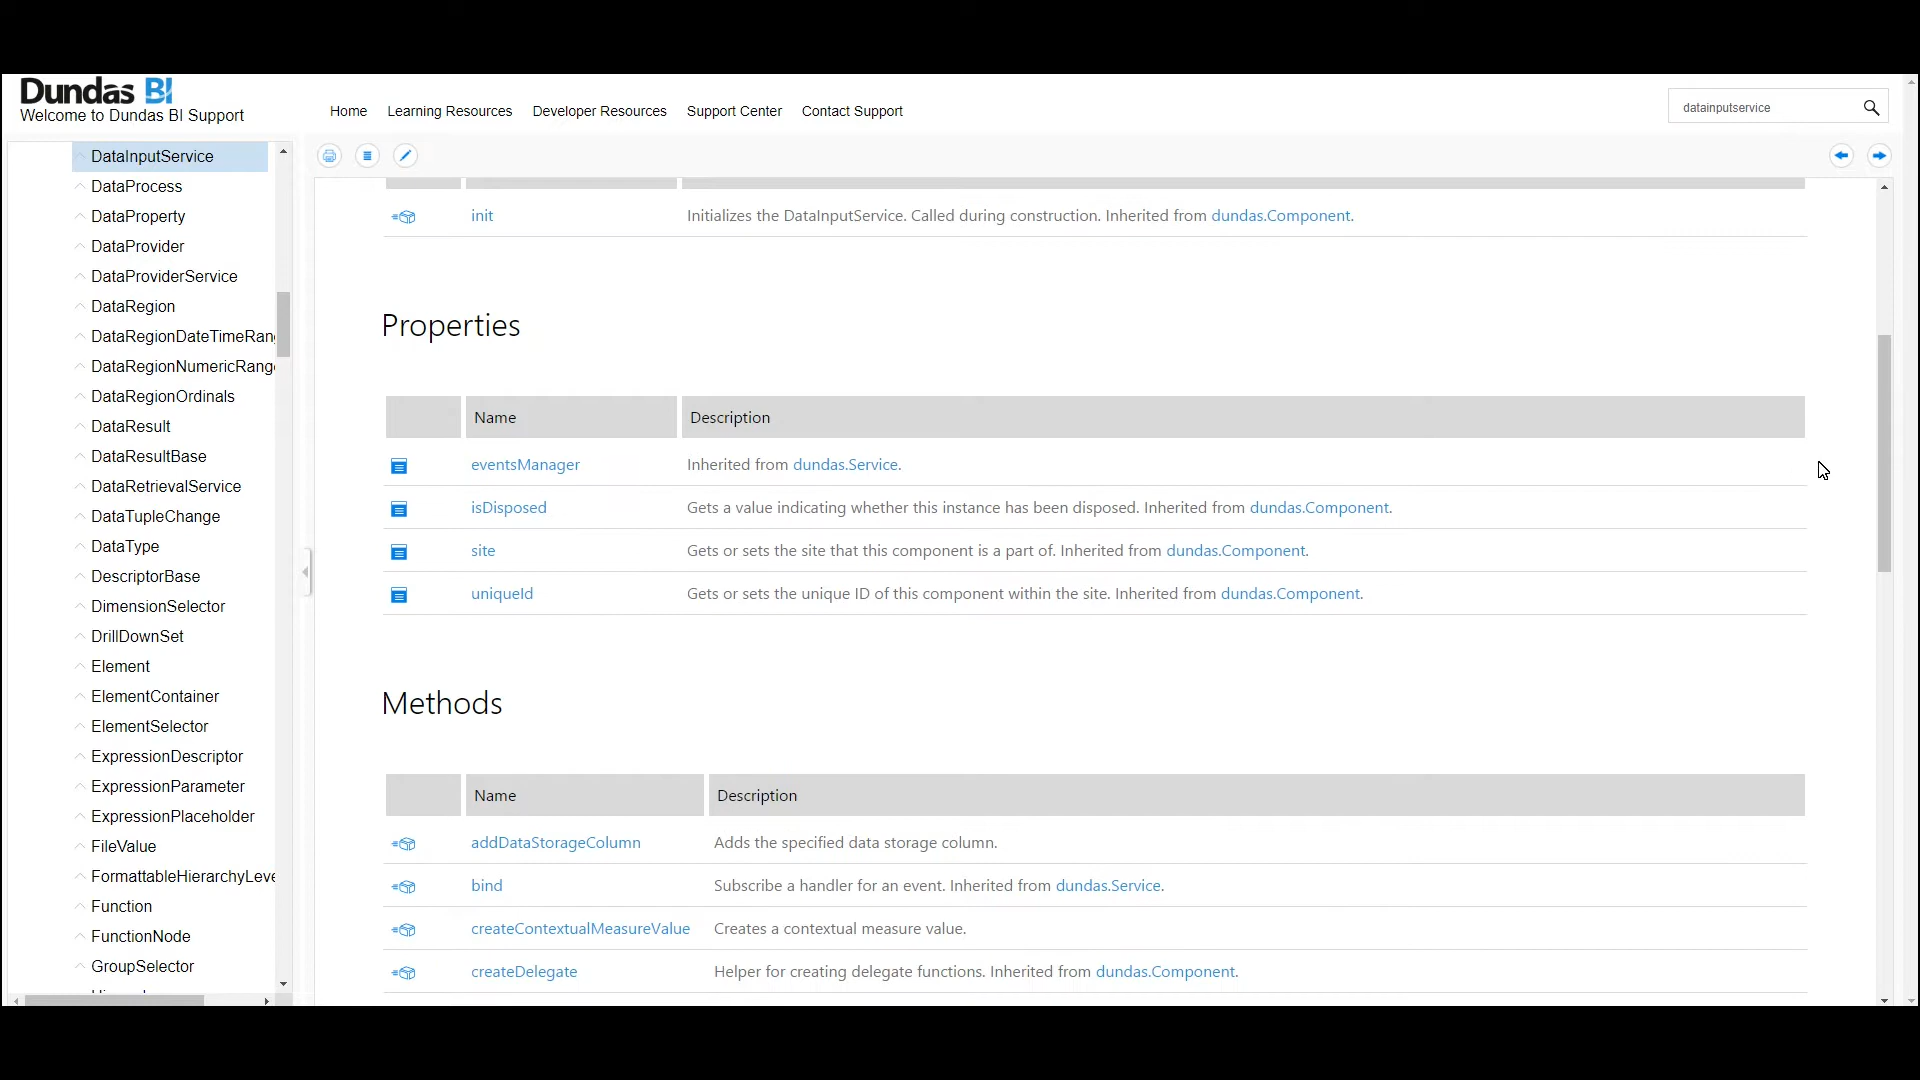 Dundas BI
Welcome to Dundas BI Support
Home Learning Resources Developer Resources Support Center Contact Support
datainputservice
DataInputService
DataProcess
DataProperty
DataProvider
DataProviderService
DataRegion
DataRegionDateTimeRan
DataRegionNumericRange
DataRegionOrdinals
DataResult
DataResultBase
DataRetrievalService
DataTupleChange
DataType
DescriptorBase
DimensionSelector
DrillDownSet
Element
ElementContainer
ElementSelector
ExpressionDescriptor
ExpressionParameter
ExpressionPlaceholder
FileValue
FormattableHierarchyLeve
Function
FunctionNode
GroupSelector
init Initializes the DataInputService. Called during construction. Inherited from dundas.Component.
Properties
Name Description
eventsManager Inherited from dundas.Service.
isDisposed Gets a value indicating whether this instance has been disposed. Inherited from dundas.Component.
site Gets or sets the site that this component is a part of. Inherited from dundas.Component.
uniqueId Gets or sets the unique ID of this component within the site. Inherited from dundas.Component.
Methods
Name Description
addDataStorageColumn Adds the specified data storage column.
bind Subscribe a handler for an event. Inherited from dundas.Service.
createContextualMeasureValue Creates a contextual measure value.
createDelegate Helper for creating delegate functions. Inherited from dundas.Component.